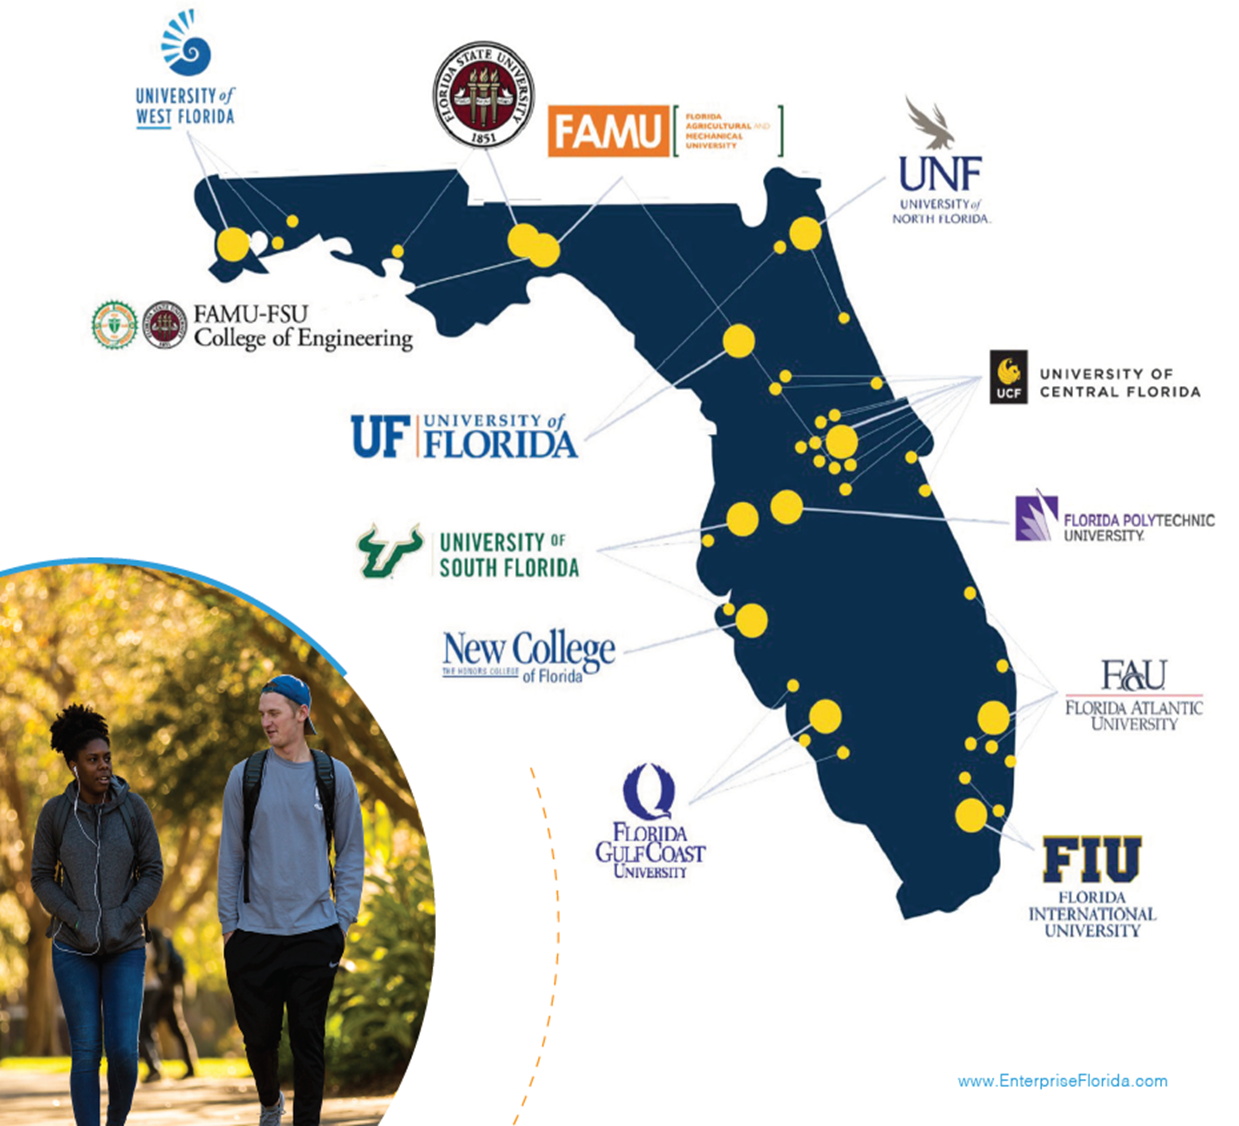 UNIVERSITY of
WEST FLORIDA
FLORIDA STATE UNIVERSITY
1851
FAMU
FLORIDA
AGRICULTURAL AND
MECHANICAL
UNIVERSITY
UNF
UNIVERSITY of
NORTH FLORIDA
FAMU-FSU
College of Engineering
UCF
UNIVERSITY OF
CENTRAL FLORIDA
UF
UNIVERSITY of
FLORIDA
FLORIDA POLYTECHNIC
UNIVERSITY
UNIVERSITY OF
SOUTH FLORIDA
New College
THE HONORS COLLEGE
of Florida
FAU
FLORIDA ATLANTIC
UNIVERSITY
FLORIDA
GULF COAST
UNIVERSITY
FIU
FLORIDA
INTERNATIONAL
UNIVERSITY
www.EnterpriseFlorida.com